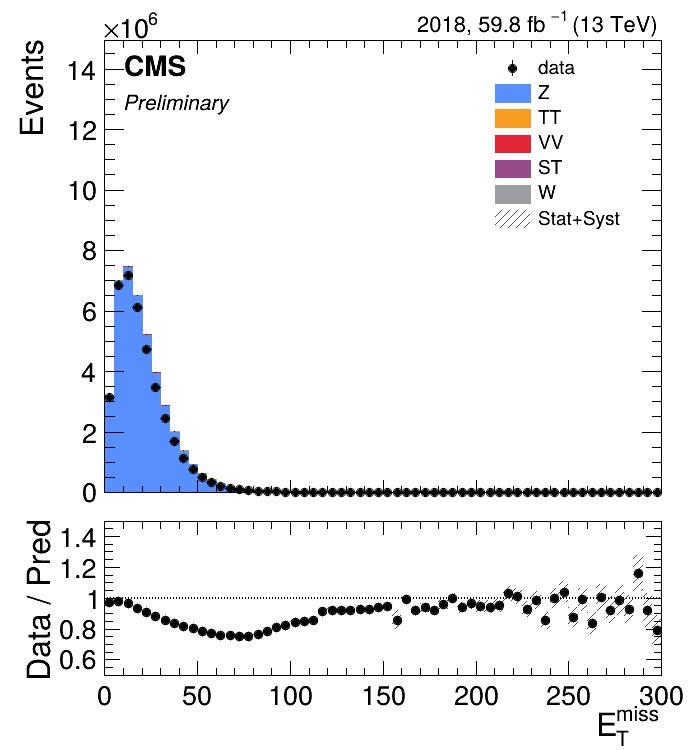 ×10⁶
2018, 59.8 fb⁻¹ (13 TeV)
CMS
Preliminary
Events
14
12
10
8
6
4
2
0
data
Z
TT
VV
ST
W
Stat+Syst
Data / Pred
1.4
1.2
1
0.8
0.6
0 50 100 150 200 250 300
E_T^miss